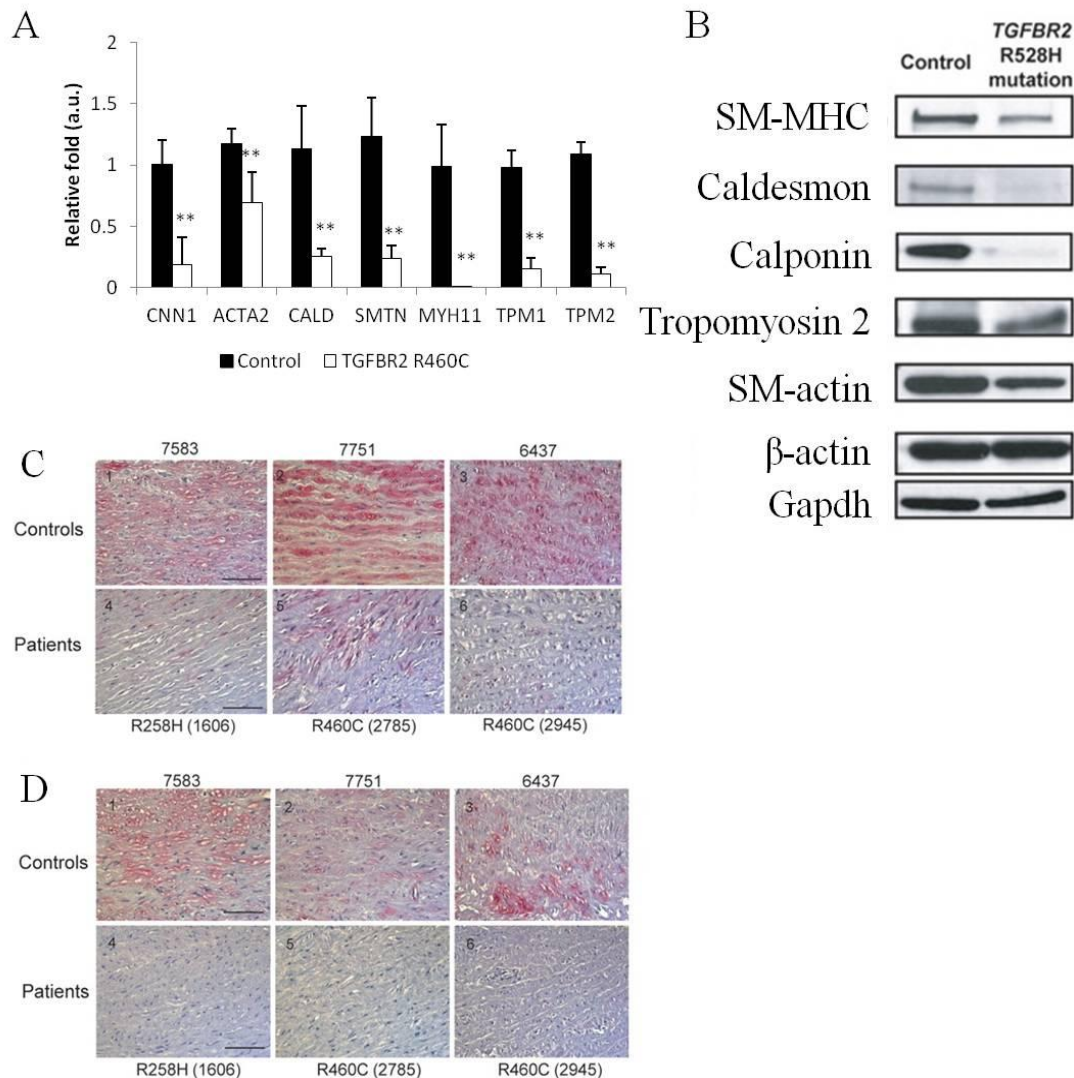 A
Relative fold (a.u.)
2
1.5
1
0.5
0
** ** ** ** ** ** **
CNN1 ACTA2 CALD SMTN MYH11 TPM1 TPM2
Control TGFBR2 R460C
B
Control
TGFBR2
R528H
mutation
SM-MHC
Caldesmon
Calponin
Tropomyosin 2
SM-actin
β-actin
Gapdh
C
7583 7751 6437
Controls
1 2 3
Patients
4 5 6
R258H (1606) R460C (2785) R460C (2945)
D
7583 7751 6437
Controls
1 2 3
Patients
4 5 6
R258H (1606) R460C (2785) R460C (2945)